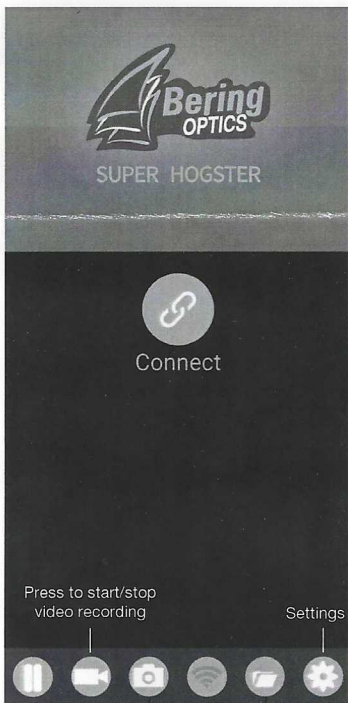 Bering
OPTICS
SUPER HOGSTER
Connect
Press to start/stop
video recording
Settings